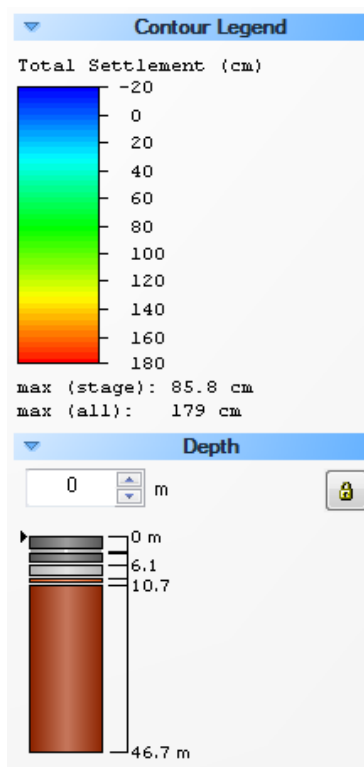 Contour Legend
Total Settlement (cm)
-20
0
20
40
60
80
100
120
140
160
180
max (stage): 85.8 cm
max (all): 179 cm
Depth
0 m
0 m
6.1
10.7
46.7 m